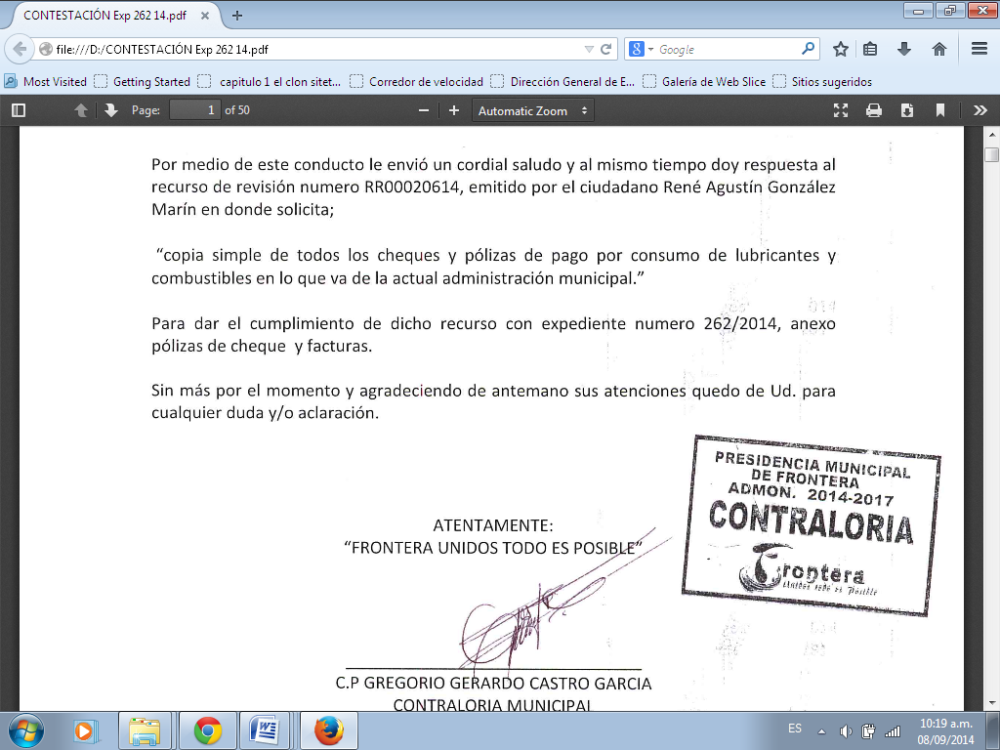 CONTESTACIÓN Exp 262 14.pdf
file:///D:/CONTESTACIÓN Exp 262 14.pdf
Google
Most Visited Getting Started capitulo 1 el clon sitet... Corredor de velocidad Dirección General de E... Galería de Web Slice Sitios sugeridos
Page: 1 of 50 Automatic Zoom
Por medio de este conducto le envió un cordial saludo y al mismo tiempo doy respuesta al
recurso de revisión numero RR00020614, emitido por el ciudadano René Agustín González
Marín en donde solicita;
“copia simple de todos los cheques y pólizas de pago por consumo de lubricantes y
combustibles en lo que va de la actual administración municipal.”
Para dar el cumplimiento de dicho recurso con expediente numero 262/2014, anexo
pólizas de cheque y facturas.
Sin más por el momento y agradeciendo de antemano sus atenciones quedo de Ud. para
cualquier duda y/o aclaración.
PRESIDENCIA MUNICIPAL
DE FRONTERA
ADMON. 2014-2017
CONTRALORIA
Frontera
Unidos todo es Posible
ATENTAMENTE:
“FRONTERA UNIDOS TODO ES POSIBLE”
C.P GREGORIO GERARDO CASTRO GARCIA
CONTRALORIA MUNICIPAL
ES
10:19 a.m.
08/09/2014